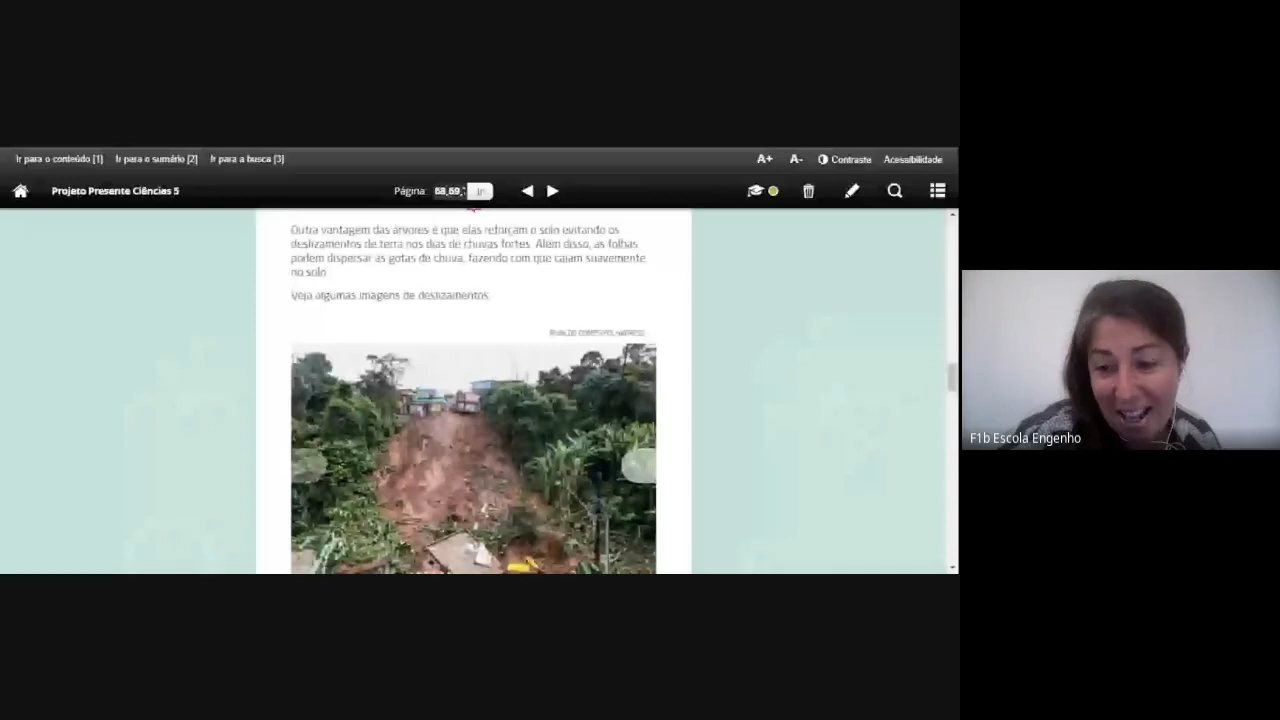 Ir para o conteúdo [1] Ir para o sumário [2] Ir para a busca [3] A+ A- Contraste Acessibilidade
Projeto Presente Ciências 5 Página: 68,69, Ir
Outra vantagem das árvores é que elas reforçam o solo evitando os
deslizamentos de terra nos dias de chuvas fortes. Além disso, as folhas
podem dispersar as gotas de chuva, fazendo com que caiam suavemente
no solo.
Veja algumas imagens de deslizamentos.
F1b Escola Engenho